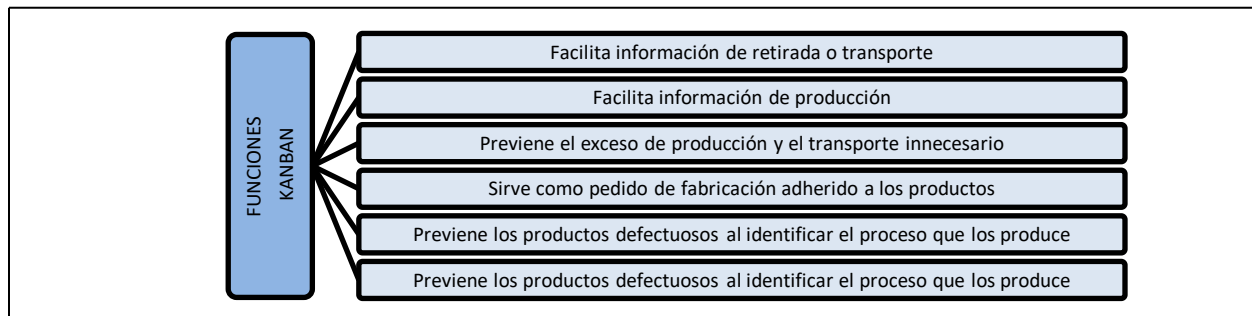 FUNCIONES
KANBAN
Facilita información de retirada o transporte
Facilita información de producción
Previene el exceso de producción y el transporte innecesario
Sirve como pedido de fabricación adherido a los productos
Previene los productos defectuosos al identificar el proceso que los produce
Previene los productos defectuosos al identificar el proceso que los produce